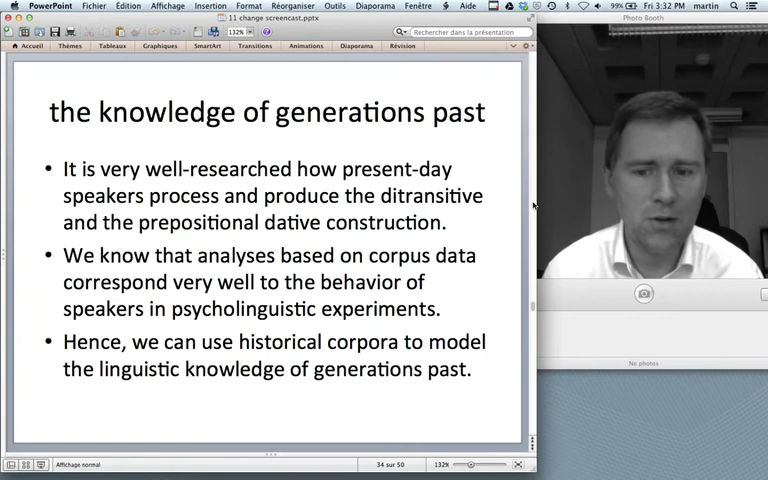 PowerPoint Fichier Édition Affichage Insertion Format Réorganiser Outils Diaporama Fenêtre Aide 99% Fri 3:32 PM martin
11 change screencast.pptx
Photo Booth
132%
Rechercher dans la présentation
Accueil Thèmes Tableaux Graphiques SmartArt Transitions Animations Diaporama Révision
the knowledge of generations past
• It is very well-researched how present-day
speakers process and produce the ditransitive
and the prepositional dative construction.
• We know that analyses based on corpus data
correspond very well to the behavior of
speakers in psycholinguistic experiments.
• Hence, we can use historical corpora to model
the linguistic knowledge of generations past.
No photos
Affichage normal 34 sur 50 132%